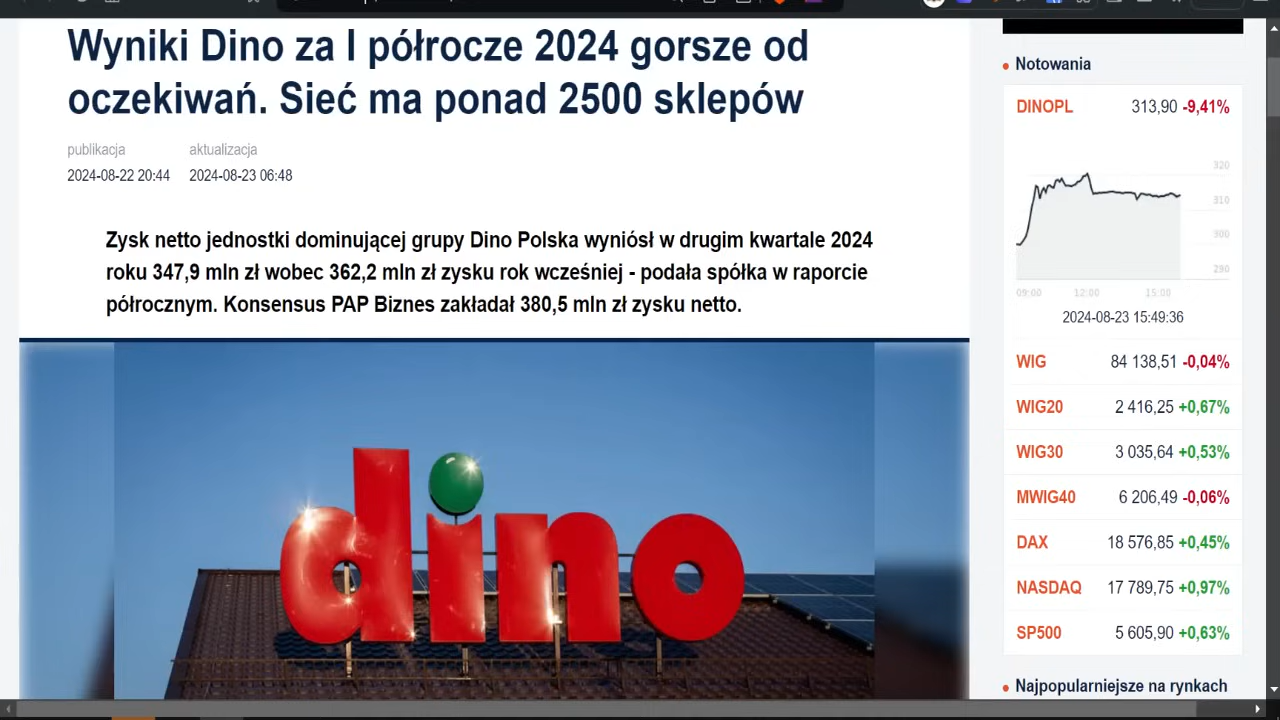 Wyniki Dino za I półrocze 2024 gorsze od
oczekiwań. Sieć ma ponad 2500 sklepów
publikacja aktualizacja
2024-08-22 20:44 2024-08-23 06:48
Zysk netto jednostki dominującej grupy Dino Polska wyniósł w drugim kwartale 2024
roku 347,9 mln zł wobec 362,2 mln zł zysku rok wcześniej - podała spółka w raporcie
półrocznym. Konsensus PAP Biznes zakładał 380,5 mln zł zysku netto.
dino
Notowania
DINOPL 313,90 -9,41%
320
310
300
290
09:00 12:00 15:00
2024-08-23 15:49:36
WIG 84 138,51 -0,04%
WIG20 2 416,25 +0,67%
WIG30 3 035,64 +0,53%
MWIG40 6 206,49 -0,06%
DAX 18 576,85 +0,45%
NASDAQ 17 789,75 +0,97%
SP500 5 605,90 +0,63%
Najpopularniejsze na rynkach